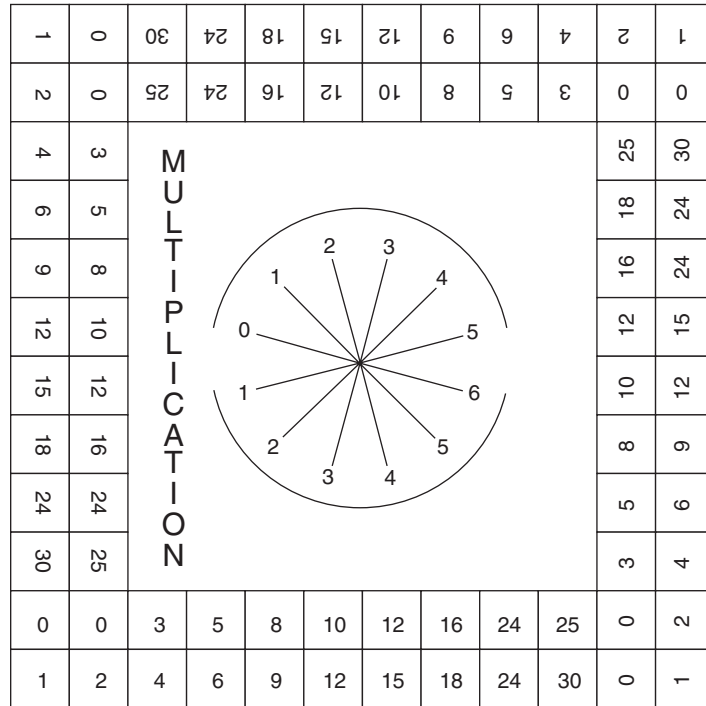 1 0 30 24 18 15 12 9 6 4 2 1
2 0 25 24 16 12 10 8 5 3 0 0
4 3 25 30
6 5 18 24
9 8 16 24
12 10 12 15
15 12 10 12
18 16 8 9
24 24 5 6
30 25 3 4
MULTIPLICATION
2 3
1 4
0 5
1 6
2 5
3 4
0 0 3 5 8 10 12 16 24 25 0 2
1 2 4 6 9 12 15 18 24 30 0 1